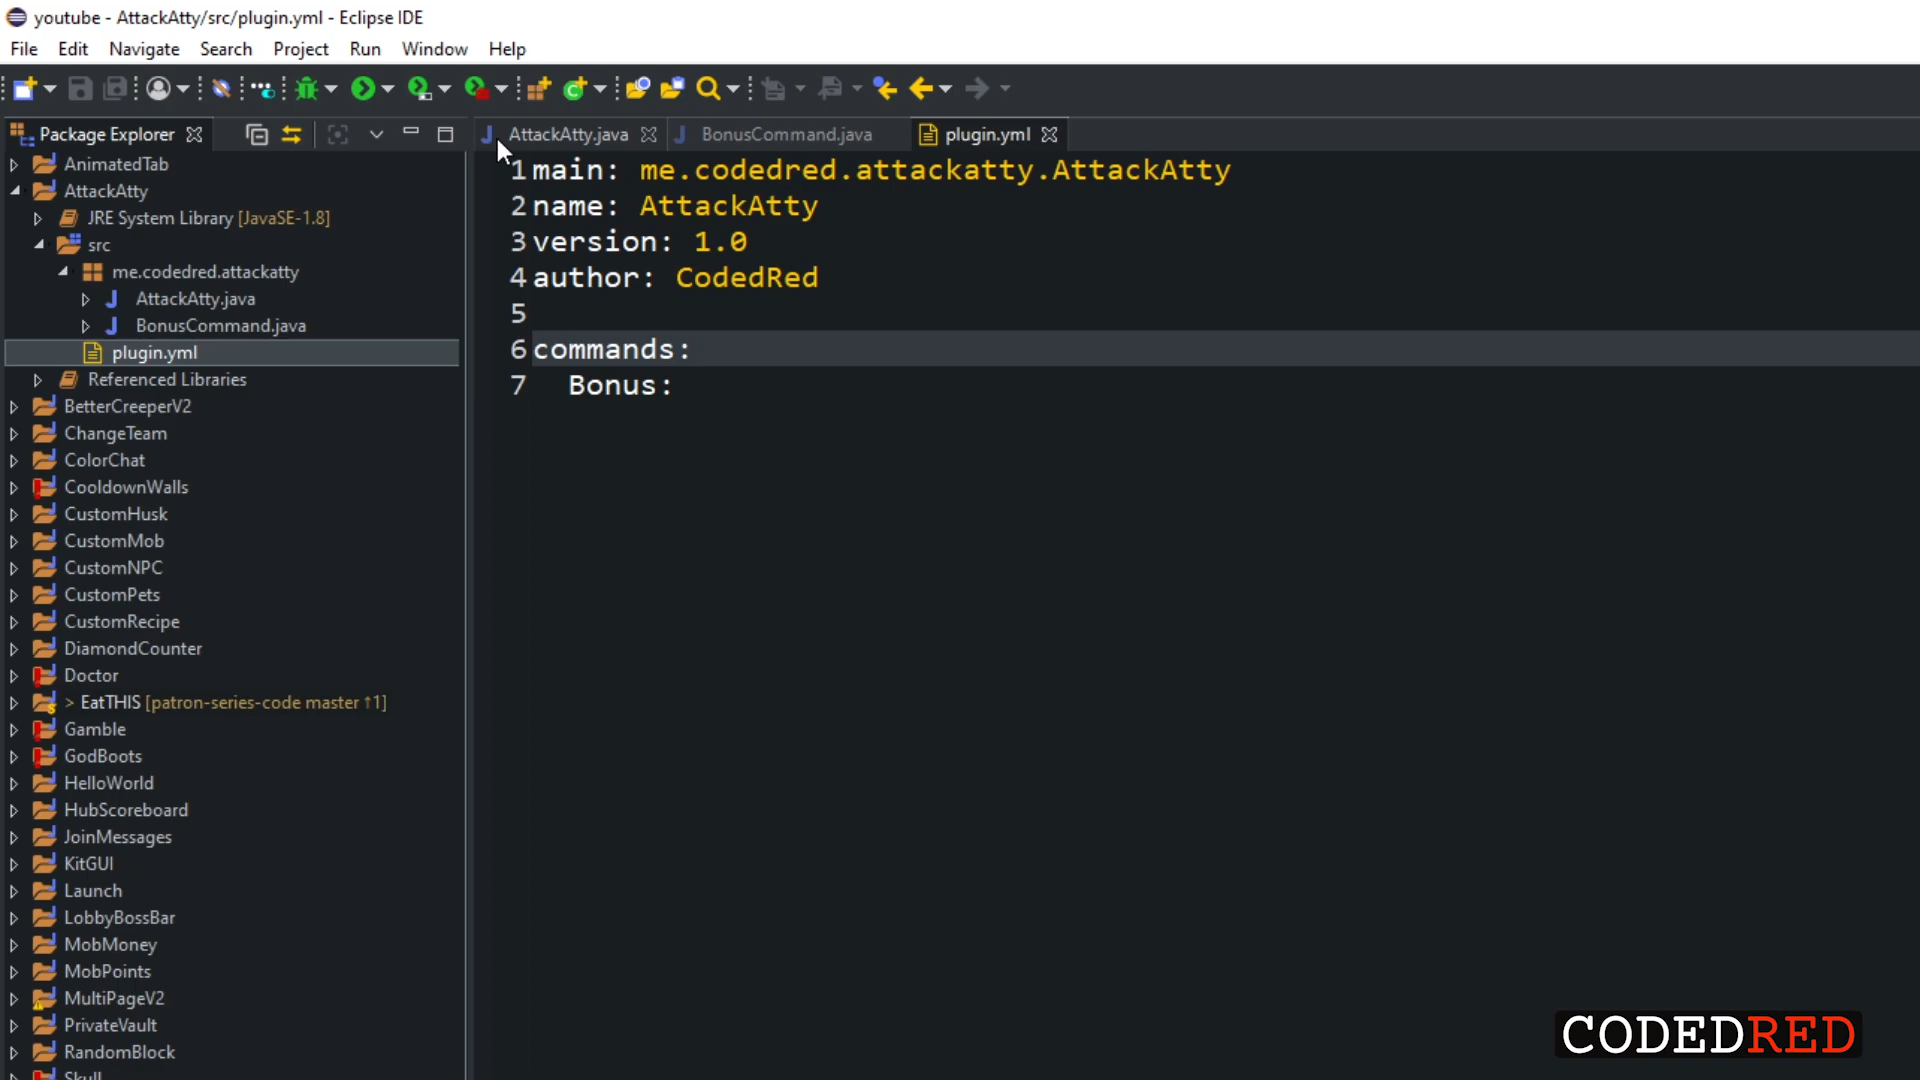 youtube - AttackAtty/src/plugin.yml - Eclipse IDE
File Edit Navigate Search Project Run Window Help
Package Explorer
AttackAtty.java BonusCommand.java plugin.yml
AnimatedTab
AttackAtty
JRE System Library [JavaSE-1.8]
src
me.codedred.attackatty
AttackAtty.java
BonusCommand.java
plugin.yml
Referenced Libraries
BetterCreeperV2
ChangeTeam
ColorChat
CooldownWalls
CustomHusk
CustomMob
CustomNPC
CustomPets
CustomRecipe
DiamondCounter
Doctor
> EatTHIS [patron-series-code master ↑1]
Gamble
GodBoots
HelloWorld
HubScoreboard
JoinMessages
KitGUI
Launch
LobbyBossBar
MobMoney
MobPoints
MultiPageV2
PrivateVault
RandomBlock
Skull
1 main: me.codedred.attackatty.AttackAtty
2 name: AttackAtty
3 version: 1.0
4 author: CodedRed
5
6 commands:
7   Bonus:
CODEDRED